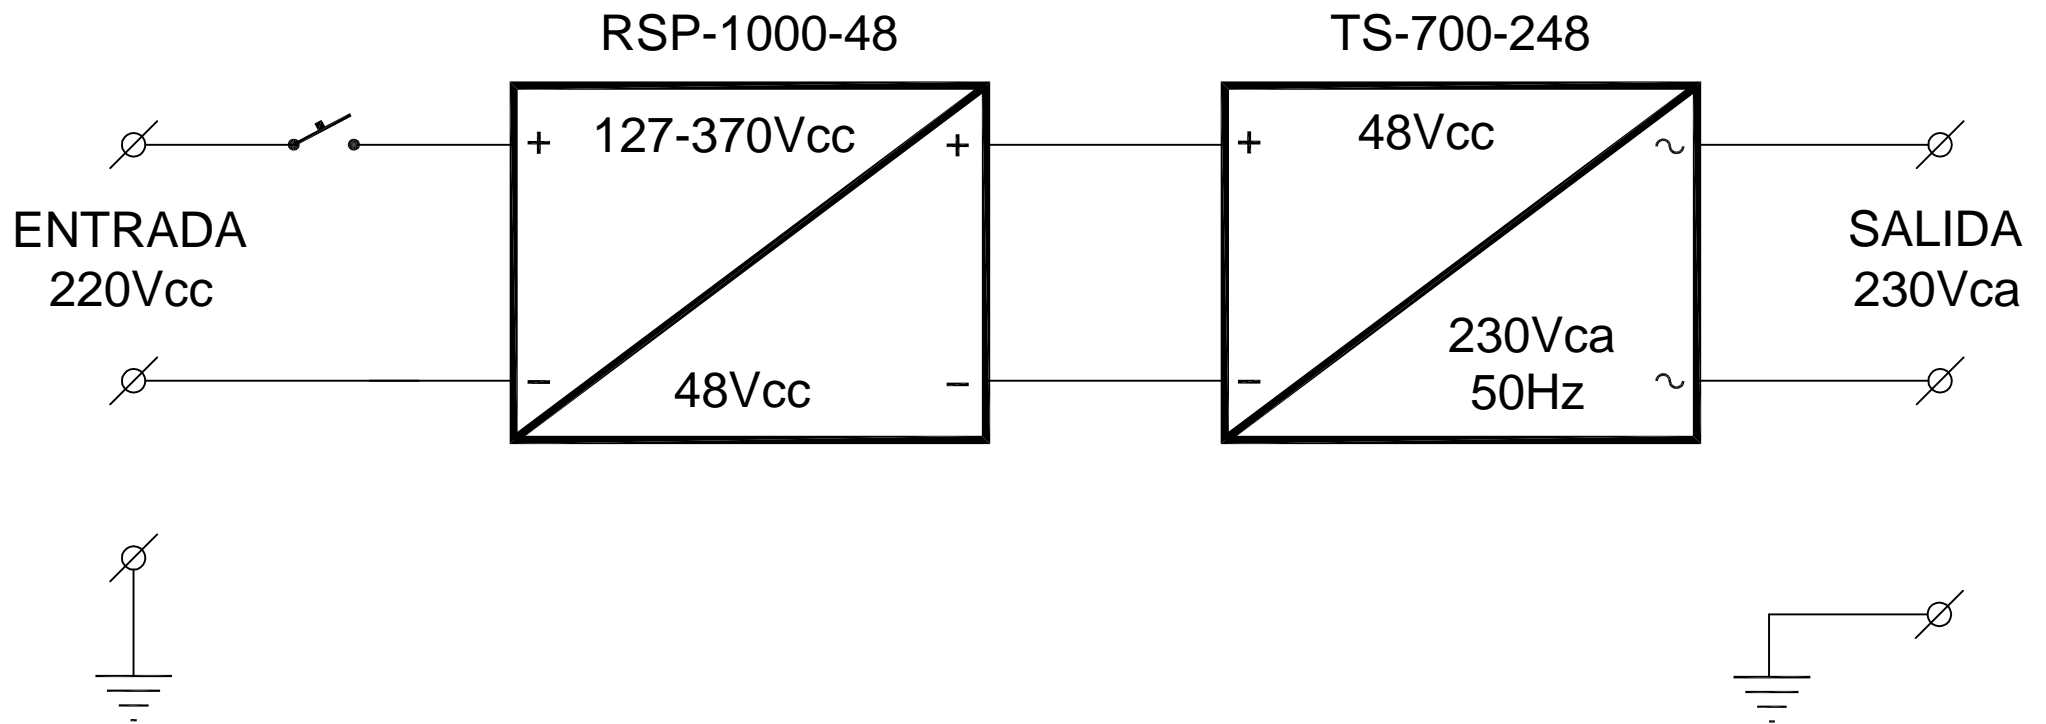 RSP-1000-48
TS-700-248
+
127-370Vcc
+
+
48Vcc
~
ENTRADA
220Vcc
SALIDA
230Vca
−
48Vcc
−
−
230Vca
50Hz
~